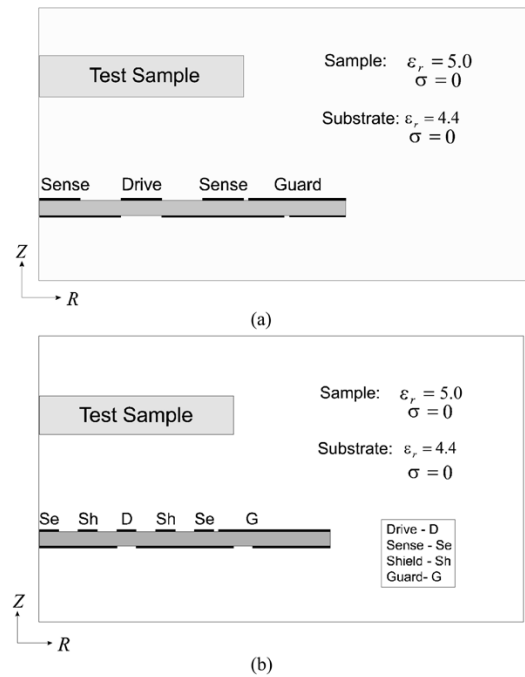 Test Sample
Sample: εr = 5.0
σ = 0
Substrate: εr = 4.4
σ = 0
Sense Drive Sense Guard
Z
R
(a)
Test Sample
Sample: εr = 5.0
σ = 0
Substrate: εr = 4.4
σ = 0
Se Sh D Sh Se G
Drive - D
Sense - Se
Shield - Sh
Guard- G
Z
R
(b)